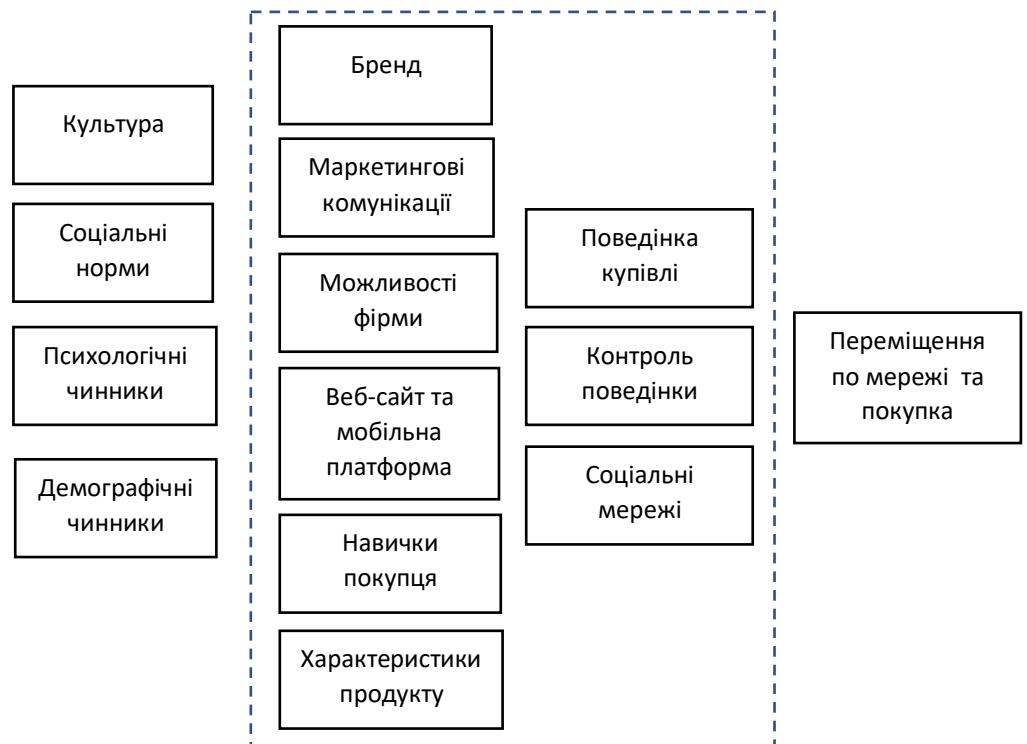 Культура
Соціальні
норми
Психологічні
чинники
Демографічні
чинники
Бренд
Маркетингові
комунікації
Можливості
фірми
Веб-сайт та
мобільна
платформа
Навички
покупця
Характеристики
продукту
Поведінка
купівлі
Контроль
поведінки
Соціальні
мережі
Переміщення
по мережі та
покупка